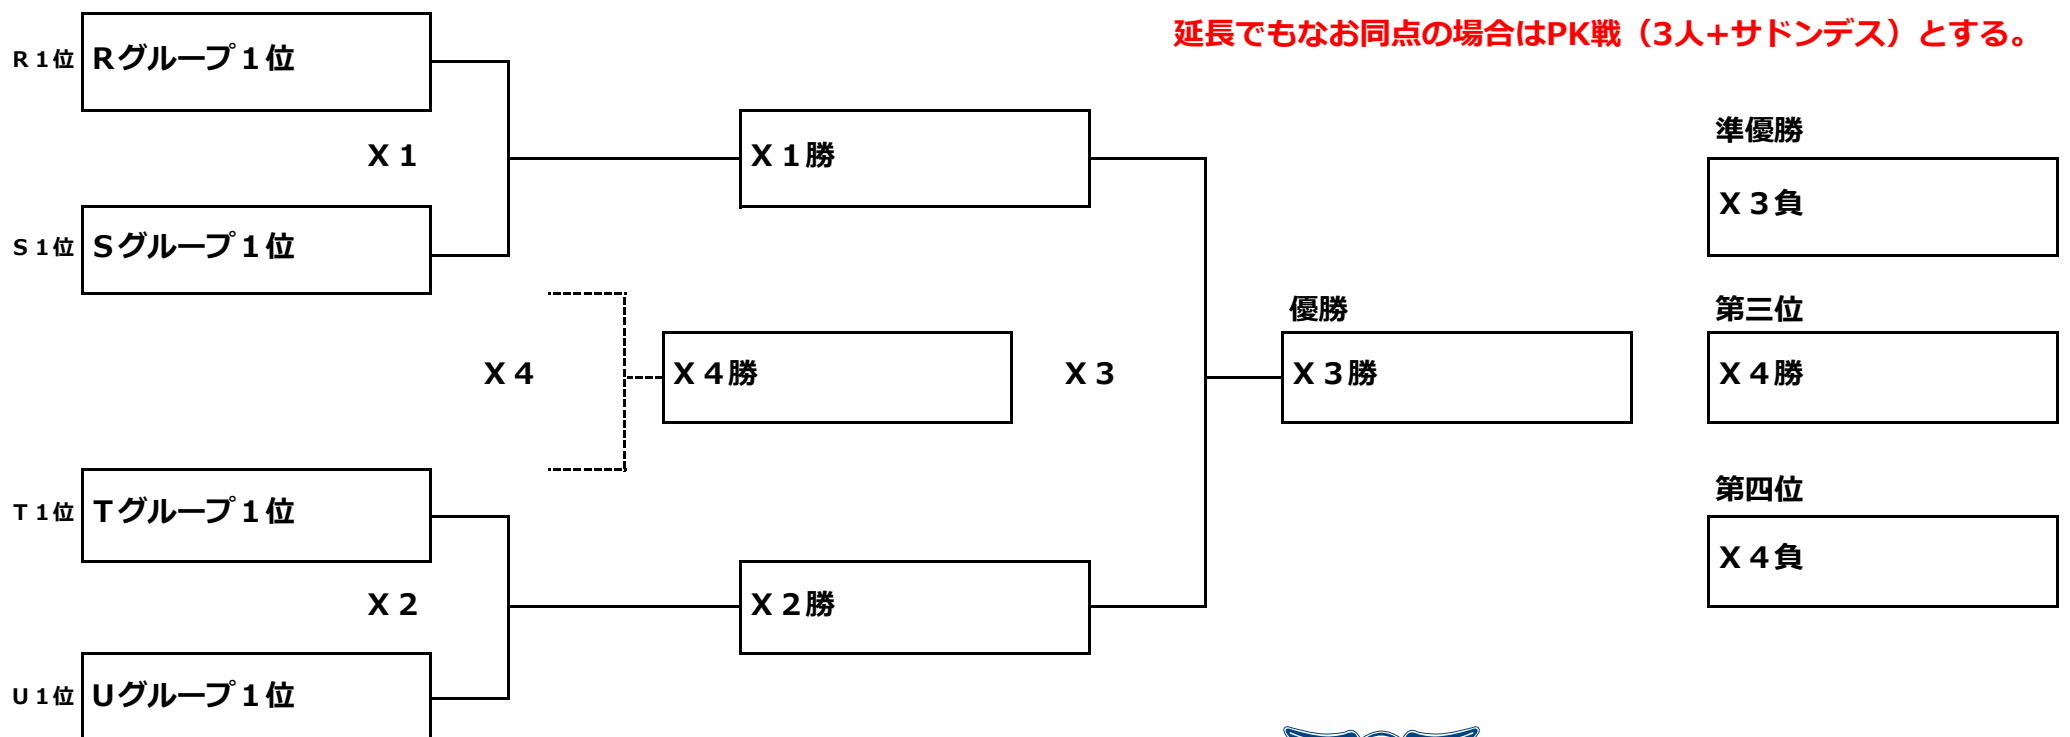 延長でもなお同点の場合はPK戦（3人+サドンデス）とする。
R１位 Rグループ１位
X１
X１勝
準優勝
X３負
S１位 Sグループ１位
優勝
第三位
X４
X４勝
X３
X３勝
X４勝
第四位
T１位 Tグループ１位
X４負
X２
X２勝
U１位 Uグループ１位